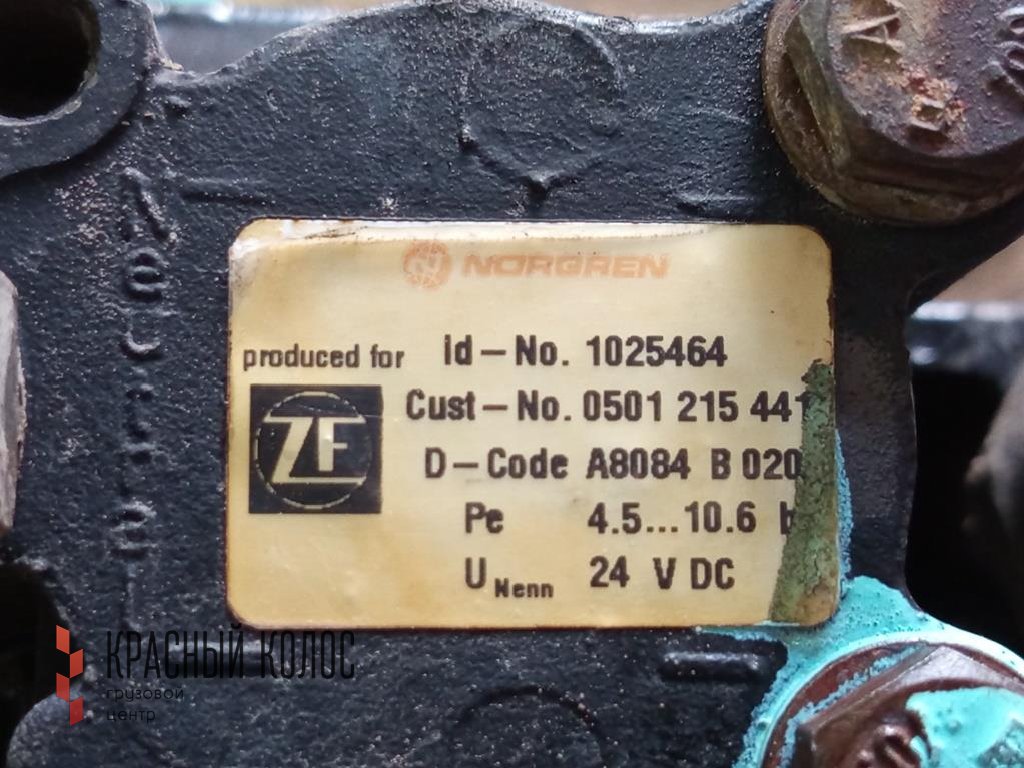 NORGREN
produced for
Id-No. 1025464
ZF
Cust-No. 0501 215 441
D-Code A8084 B 020
Pe 4.5...10.6
U Nenn 24 V DC
Neutral
A
КРАСНЫЙ КОЛОС
грузовой
центр